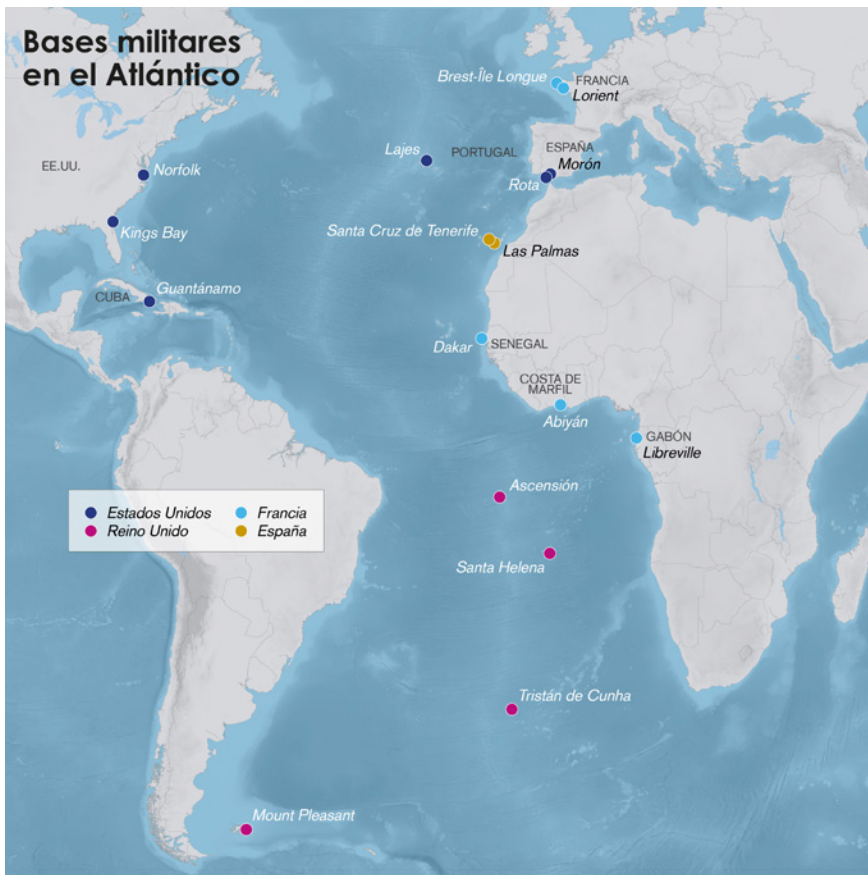 Bases militares
en el Atlántico
Brest-Île Longue
FRANCIA
Lorient
EE.UU.
Norfolk
Lajes
PORTUGAL
ESPAÑA
Morón
Rota
Kings Bay
Santa Cruz de Tenerife
Las Palmas
CUBA
Guantánamo
Dakar
SENEGAL
COSTA DE
MARFIL
Abiyán
GABÓN
Libreville
Ascensión
Estados Unidos
Francia
Reino Unido
España
Santa Helena
Tristán de Cunha
Mount Pleasant